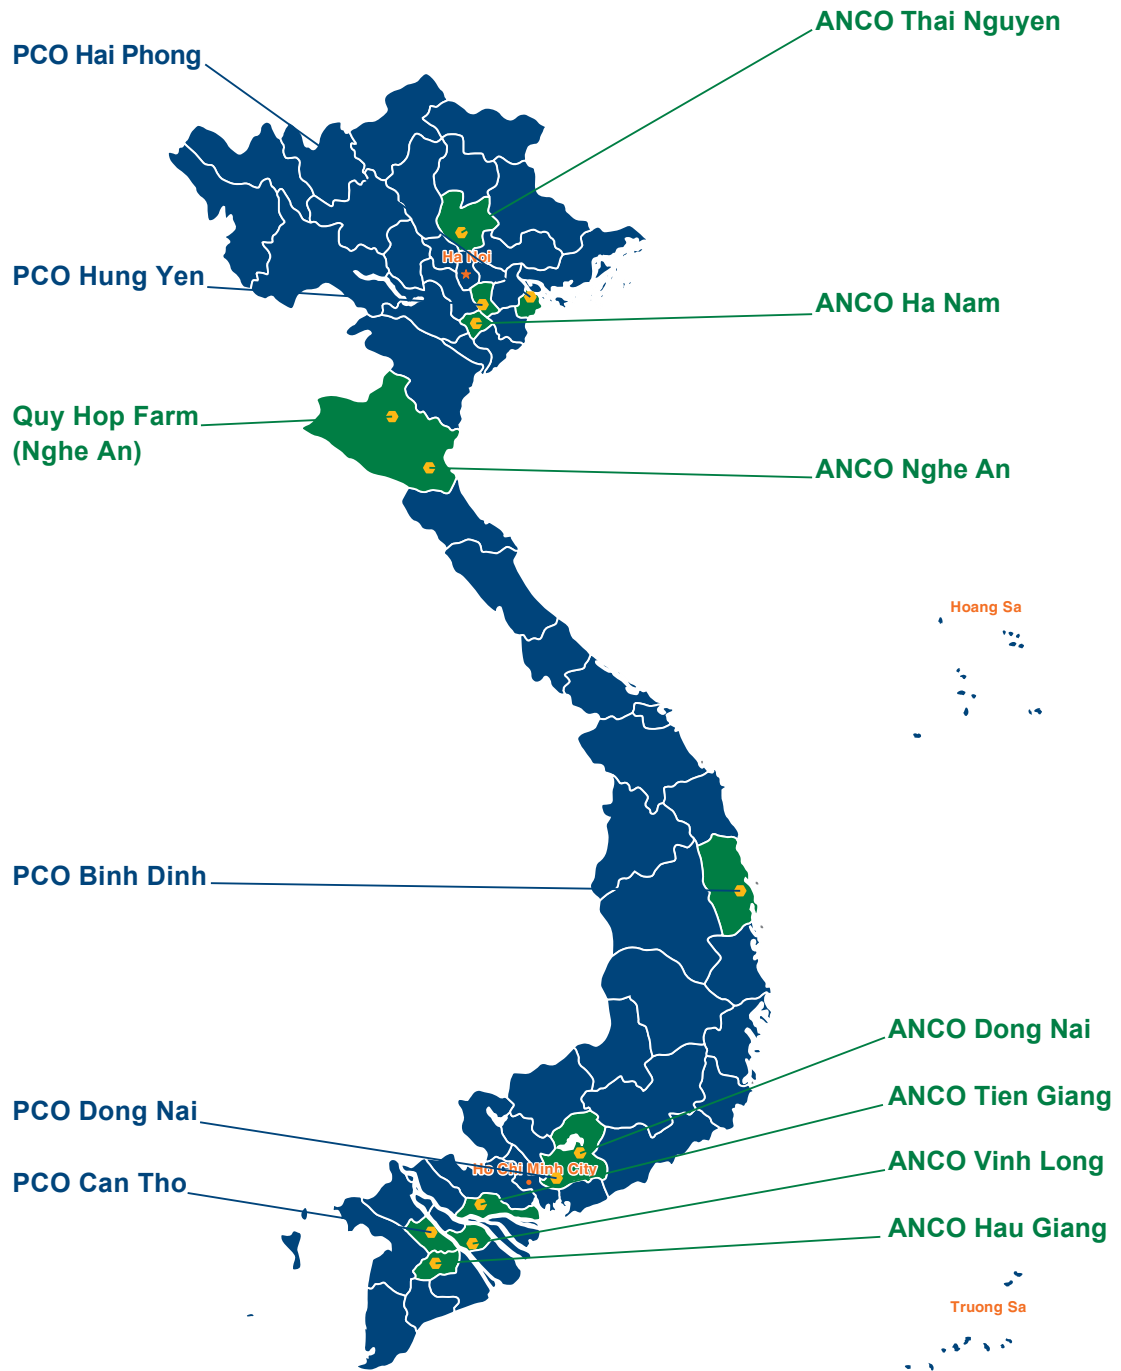 ANCO Thai Nguyen
PCO Hai Phong
Ha Noi
PCO Hung Yen
ANCO Ha Nam
Quy Hop Farm
(Nghe An)
ANCO Nghe An
Hoang Sa
PCO Binh Dinh
ANCO Dong Nai
ANCO Tien Giang
PCO Dong Nai
ANCO Vinh Long
Ho Chi Minh City
PCO Can Tho
ANCO Hau Giang
Truong Sa